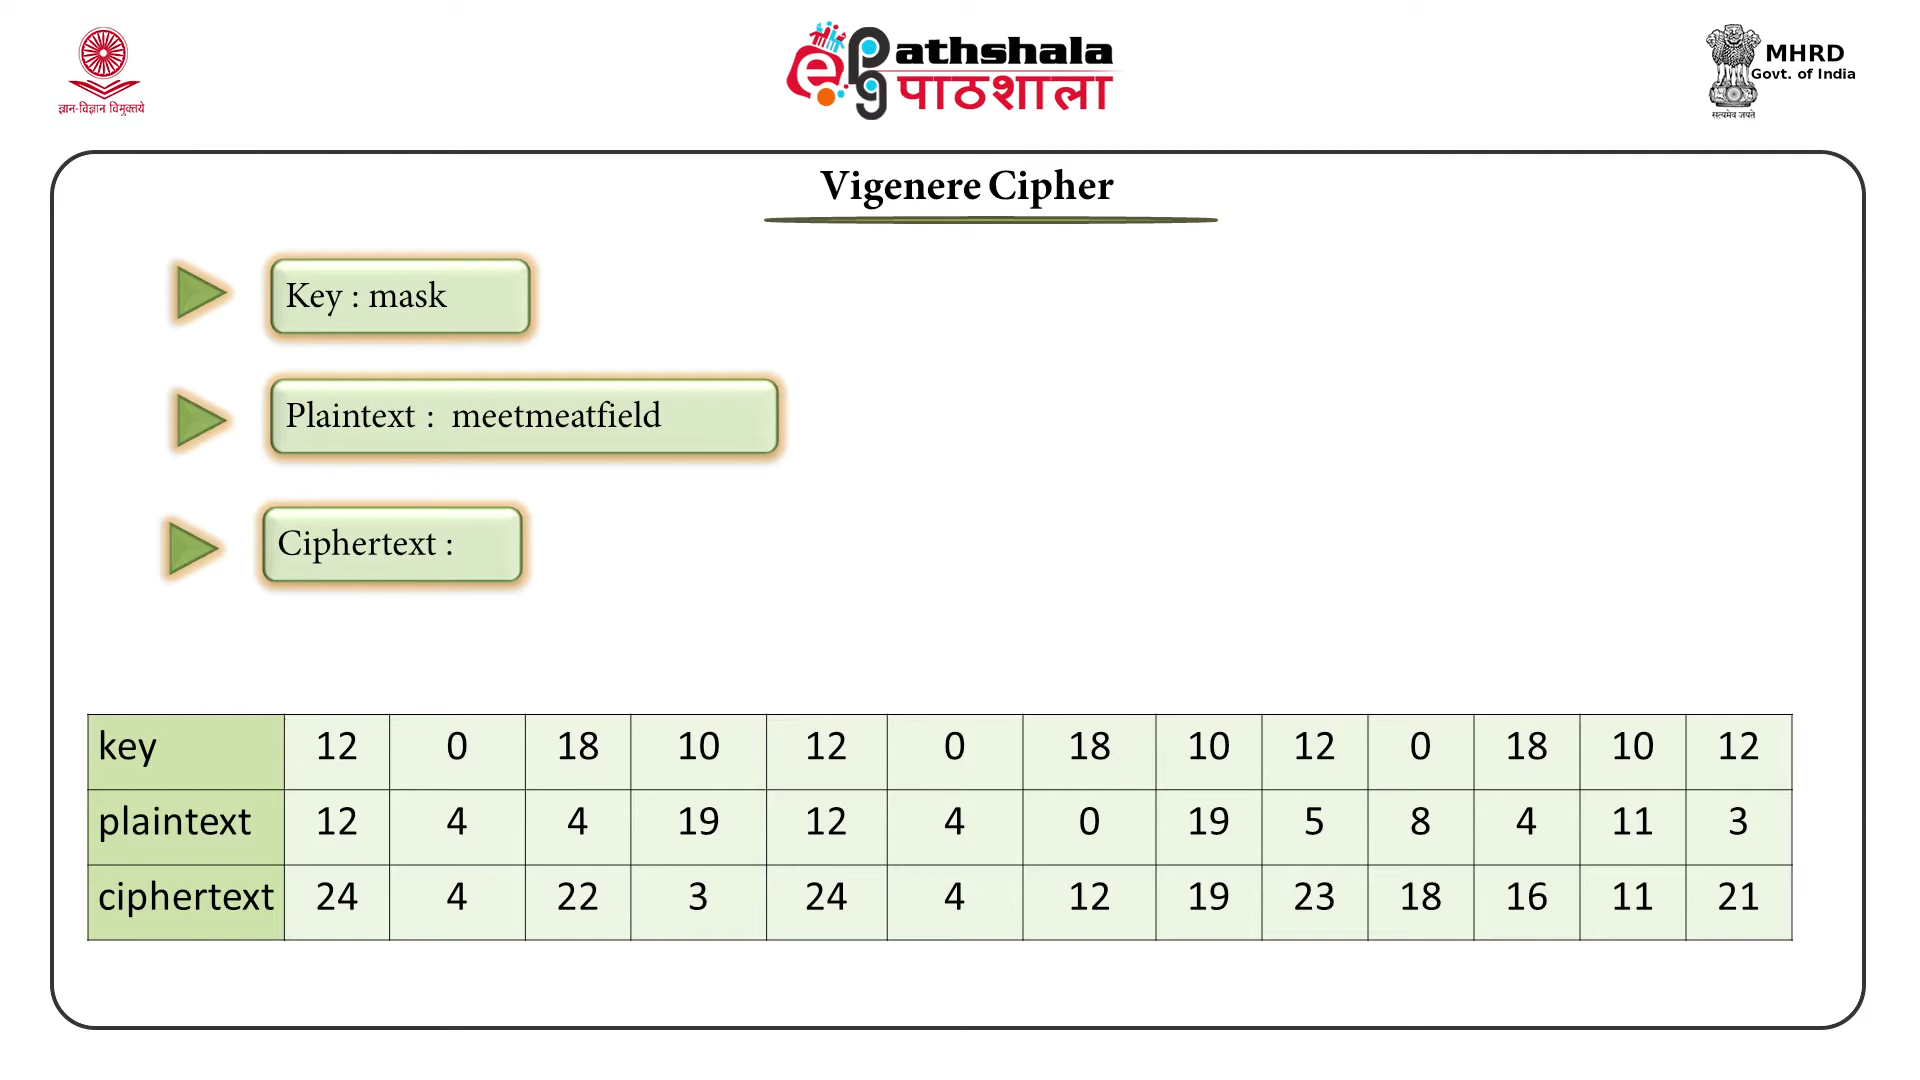 ज्ञान-विज्ञान विमुक्तये
ePG Pathshala
पाठशाला
MHRD
Govt. of India
सत्यमेव जयते
Vigenere Cipher
Key : mask
Plaintext : meetmeatfield
Ciphertext :
key 12 0 18 10 12 0 18 10 12 0 18 10 12
plaintext 12 4 4 19 12 4 0 19 5 8 4 11 3
ciphertext 24 4 22 3 24 4 12 19 23 18 16 11 21